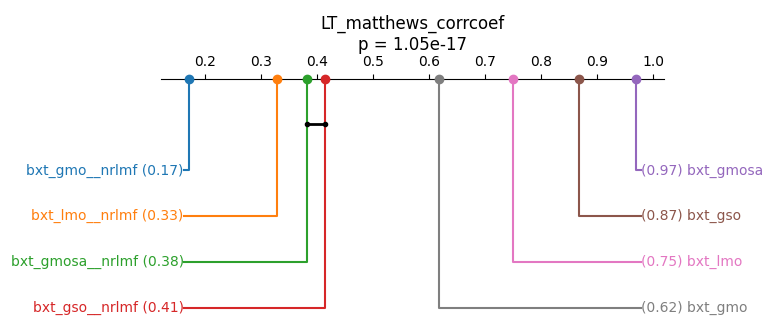 LT_matthews_corrcoef
p = 1.05e-17
0.2 0.3 0.4 0.5 0.6 0.7 0.8 0.9 1.0
bxt_gmo__nrlmf (0.17) (0.97) bxt_gmosa
bxt_lmo__nrlmf (0.33) (0.87) bxt_gso
bxt_gmosa__nrlmf (0.38) (0.75) bxt_lmo
bxt_gso__nrlmf (0.41) (0.62) bxt_gmo